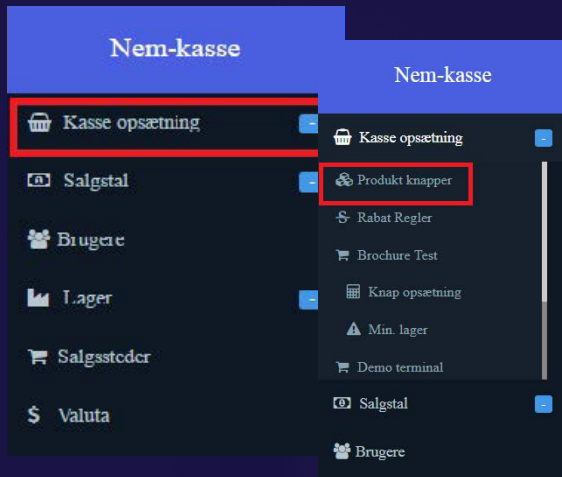 Nem-kasse
Kasse opsætning
-
Salgstal
-
Brugere
Lager
-
Salgssteder
$ Valuta
Nem-kasse
Kasse opsætning
-
Produkt knapper
Rabat Regler
Brochure Test
Knap opsætning
Min. lager
Demo terminal
Salgstal
-
Brugere